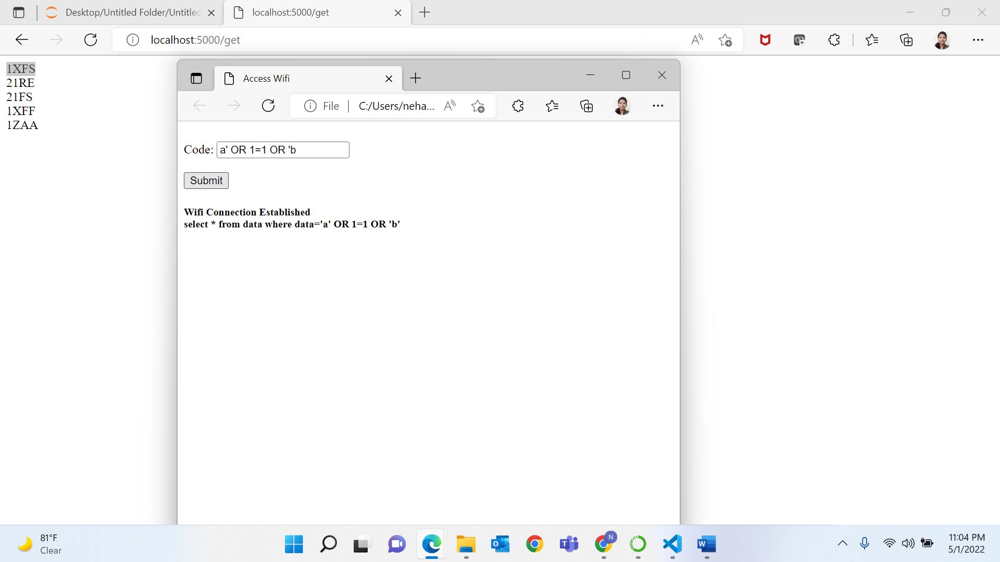 Desktop/Untitled Folder/Untitled
localhost:5000/get
localhost:5000/get
1XFS
21RE
21FS
1XFF
1ZAA
Access Wifi
File
C:/Users/neha...
Code: a' OR 1=1 OR 'b
Submit
Wifi Connection Established
select * from data where data='a' OR 1=1 OR 'b'
81°F
Clear
N
11:04 PM
5/1/2022